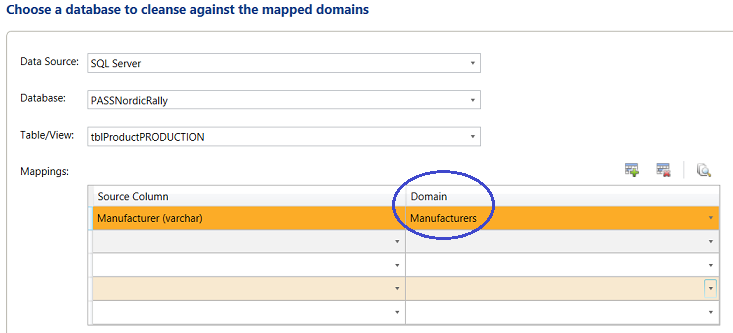 Choose a database to cleanse against the mapped domains
Data Source: SQL Server
Database: PASSNordicRally
Table/View: tblProductPRODUCTION
Mappings:
Source Column Domain
Manufacturer (varchar) Manufacturers